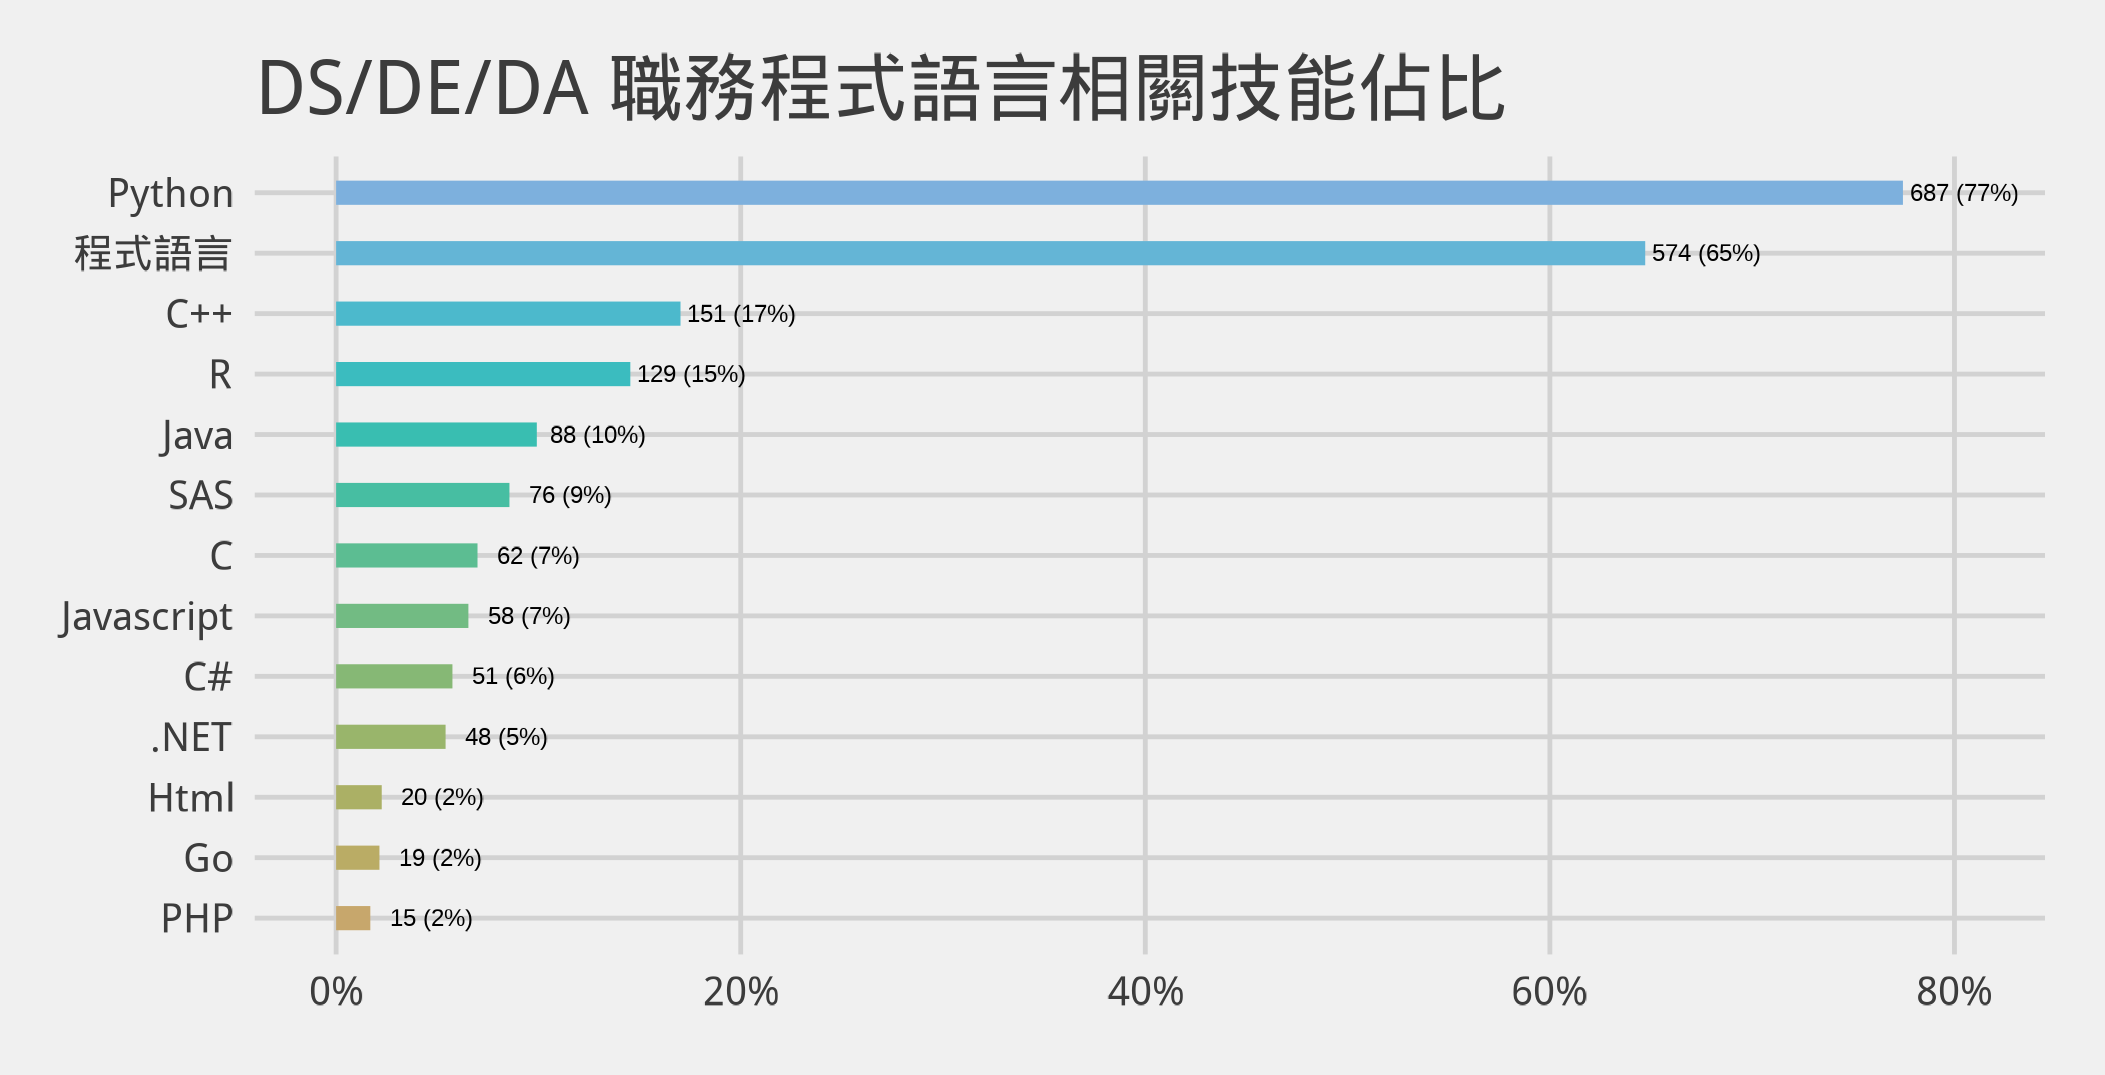 DS/DE/DA 職務程式語言相關技能佔比
Python 687 (77%)
程式語言 574 (65%)
C++ 151 (17%)
R 129 (15%)
Java 88 (10%)
SAS 76 (9%)
C 62 (7%)
Javascript 58 (7%)
C# 51 (6%)
.NET 48 (5%)
Html 20 (2%)
Go 19 (2%)
PHP 15 (2%)
0% 20% 40% 60% 80%